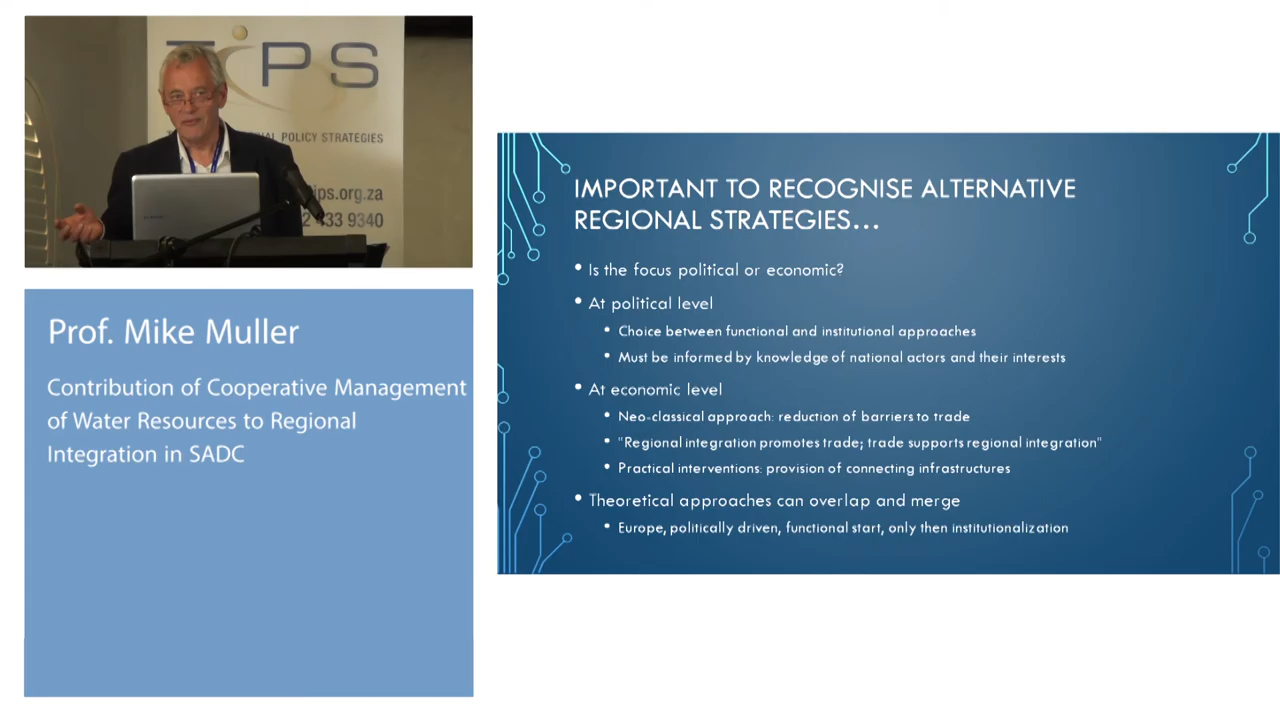 TIPS
POLICY STRATEGIES
ips.org.za
433 9340
Prof. Mike Muller
Contribution of Cooperative Management
of Water Resources to Regional
Integration in SADC
IMPORTANT TO RECOGNISE ALTERNATIVE
REGIONAL STRATEGIES...
• Is the focus political or economic?
• At political level
• Choice between functional and institutional approaches
• Must be informed by knowledge of national actors and their interests
• At economic level
• Neo-classical approach: reduction of barriers to trade
• "Regional integration promotes trade; trade supports regional integration"
• Practical interventions: provision of connecting infrastructures
• Theoretical approaches can overlap and merge
• Europe, politically driven, functional start, only then institutionalization